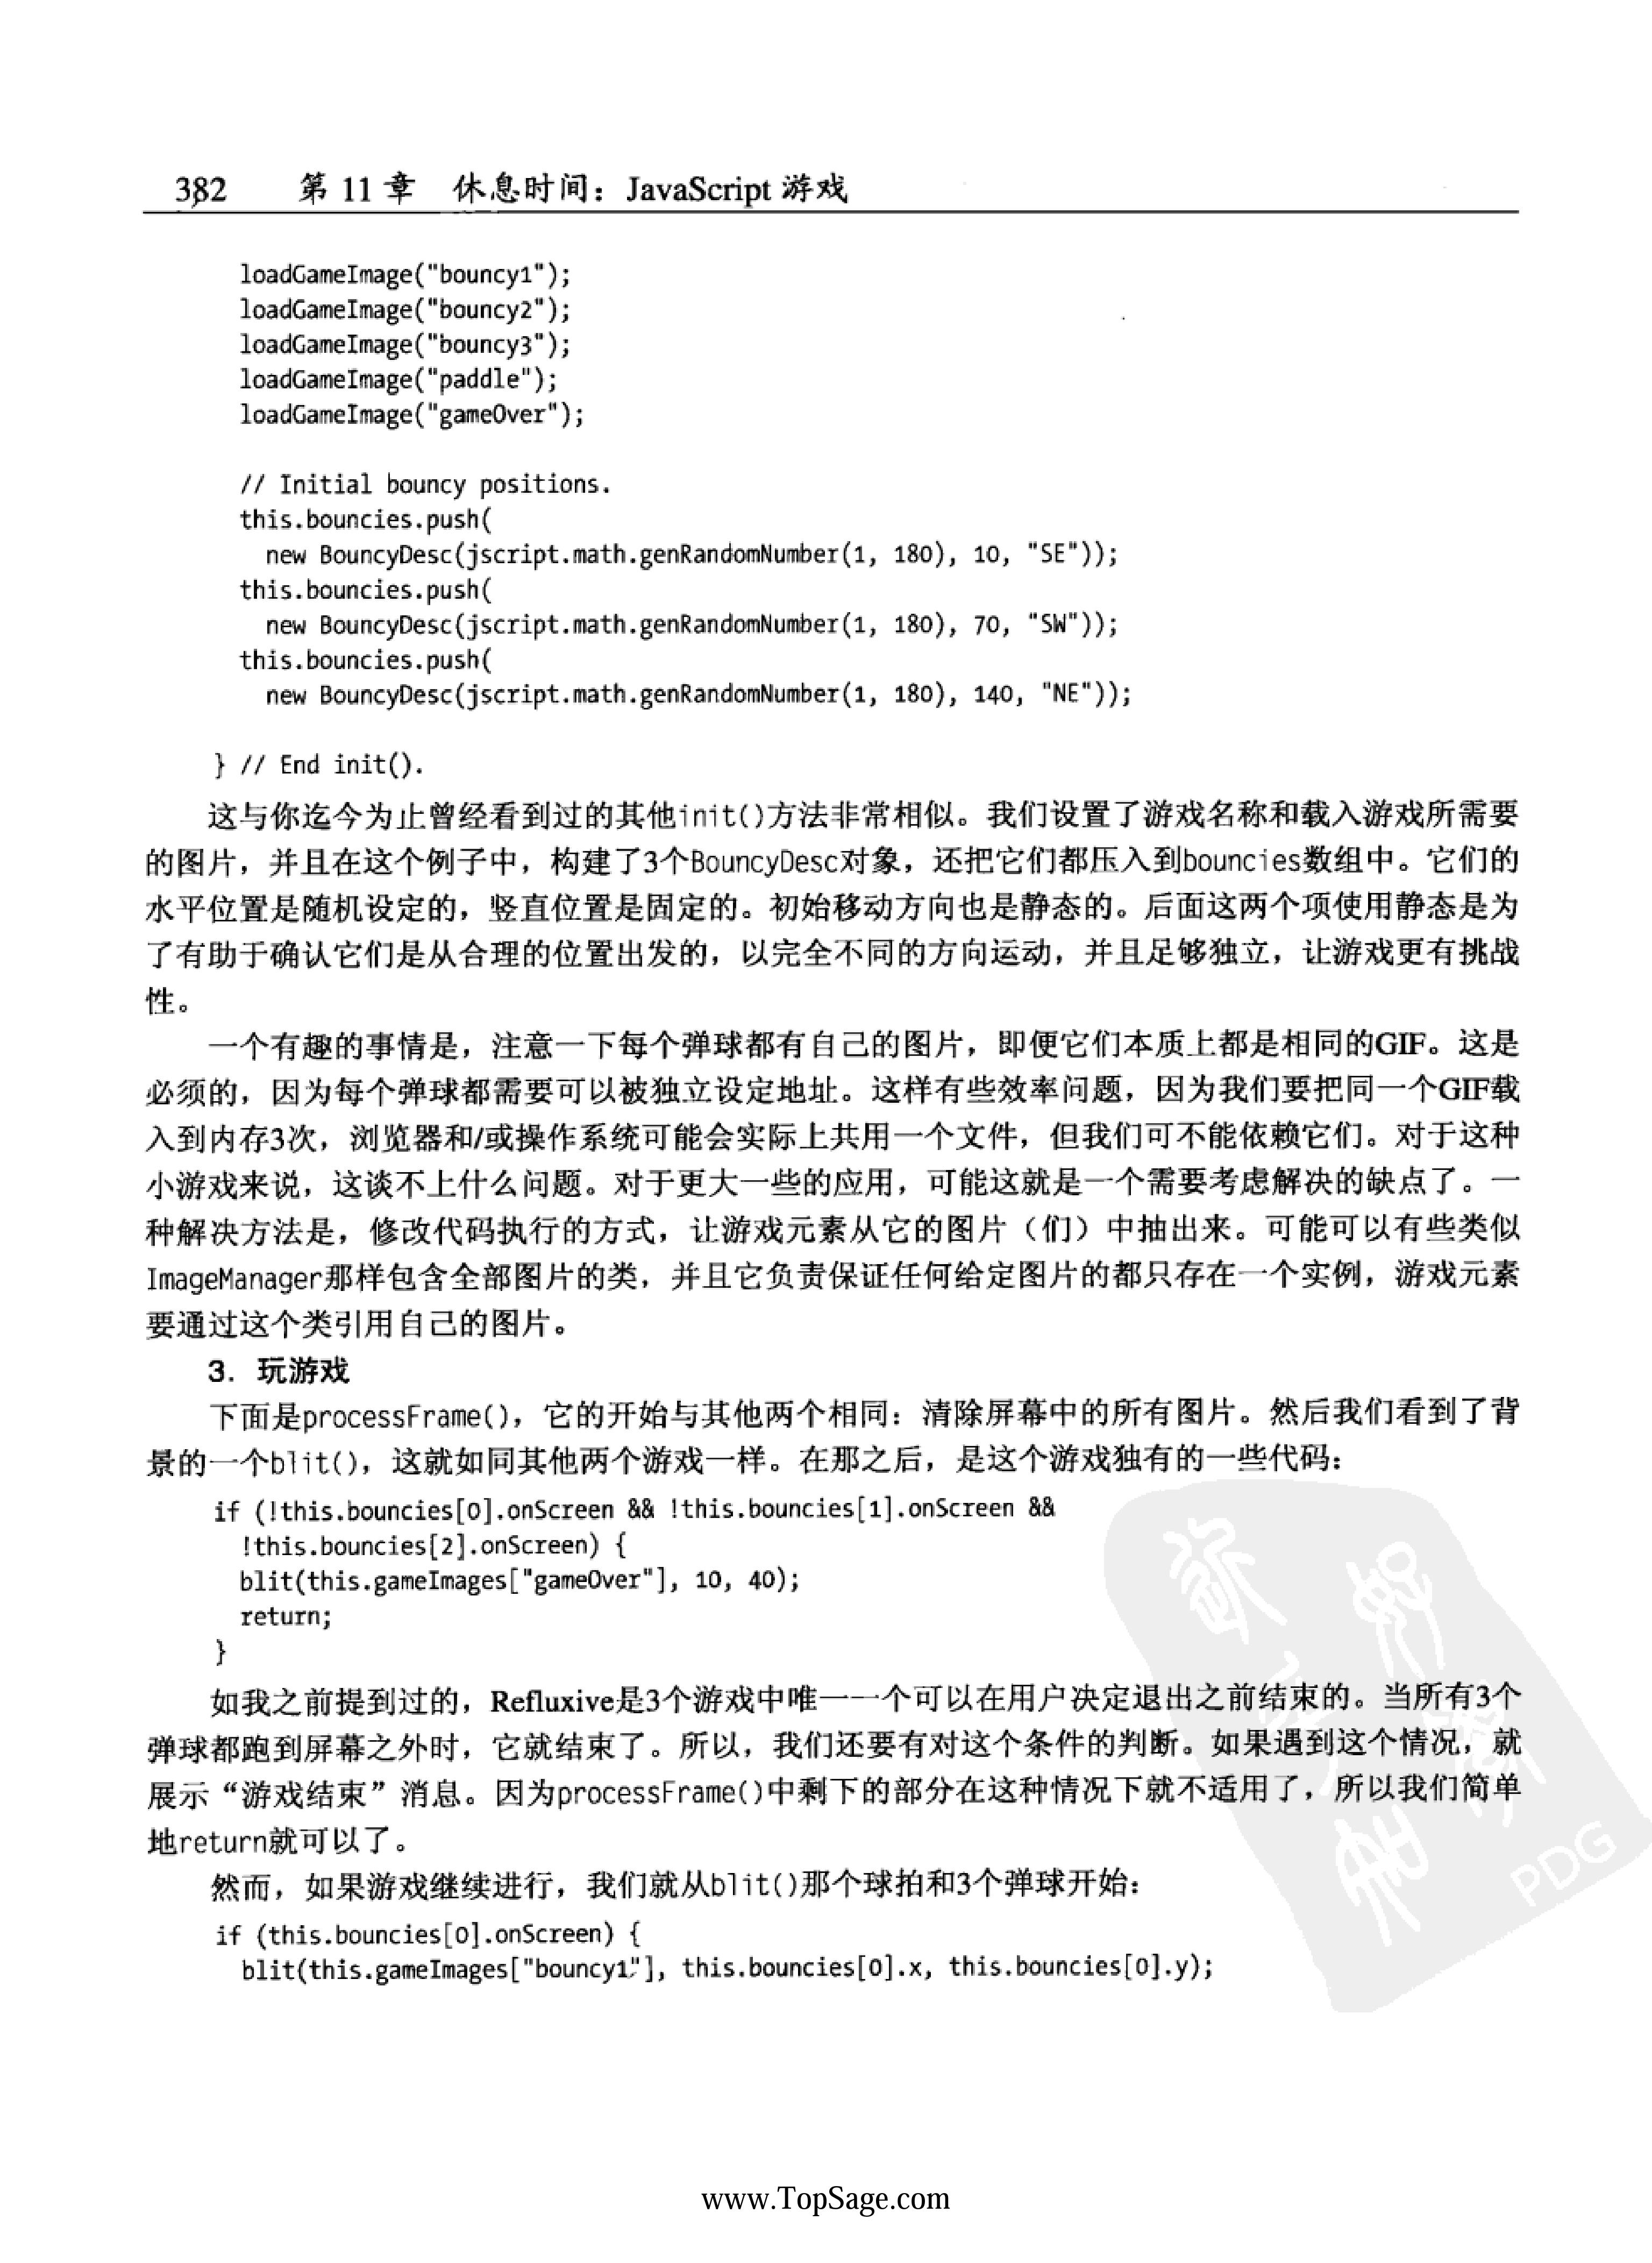 382 第 11 章 休息时间：JavaScript 游戏
loadGameImage("bouncy1");
loadGameImage("bouncy2");
loadGameImage("bouncy3");
loadGameImage("paddle");
loadGameImage("gameOver");
// Initial bouncy positions.
this.bouncies.push(
new BouncyDesc(jscript.math.genRandomNumber(1, 180), 10, "SE"));
this.bouncies.push(
new BouncyDesc(jscript.math.genRandomNumber(1, 180), 70, "SW"));
this.bouncies.push(
new BouncyDesc(jscript.math.genRandomNumber(1, 180), 140, "NE"));
} // End init().
这与你迄今为止曾经看到过的其他init()方法非常相似。我们设置了游戏名称和载入游戏所需要
的图片，并且在这个例子中，构建了3个BouncyDesc对象，还把它们都压入到bouncies数组中。它们的
水平位置是随机设定的，竖直位置是固定的。初始移动方向也是静态的。后面这两个项使用静态是为
了有助于确认它们是从合理的位置出发的，以完全不同的方向运动，并且足够独立，让游戏更有挑战
性。
一个有趣的事情是，注意一下每个弹球都有自己的图片，即便它们本质上都是相同的GIF。这是
必须的，因为每个弹球都需要可以被独立设定地址。这样有些效率问题，因为我们要把同一个GIF载
入到内存3次，浏览器和/或操作系统可能会实际上共用一个文件，但我们可不能依赖它们。对于这种
小游戏来说，这谈不上什么问题。对于更大一些的应用，可能这就是一个需要考虑解决的缺点了。一
种解决方法是，修改代码执行的方式，让游戏元素从它的图片（们）中抽出来。可能可以有些类似
ImageManager那样包含全部图片的类，并且它负责保证任何给定图片的都只存在一个实例，游戏元素
要通过这个类引用自己的图片。
3. 玩游戏
下面是processFrame()，它的开始与其他两个相同：清除屏幕中的所有图片。然后我们看到了背
景的一个blit()，这就如同其他两个游戏一样。在那之后，是这个游戏独有的一些代码：
if (!this.bouncies[0].onScreen && !this.bouncies[1].onScreen &&
!this.bouncies[2].onScreen) {
blit(this.gameImages["gameOver"], 10, 40);
return;
}
如我之前提到过的，Refluxive是3个游戏中唯一一个可以在用户决定退出之前结束的。当所有3个
弹球都跑到屏幕之外时，它就结束了。所以，我们还要有对这个条件的判断。如果遇到这个情况，就
展示“游戏结束”消息。因为processFrame()中剩下的部分在这种情况下就不适用了，所以我们简单
地return就可以了。
然而，如果游戏继续进行，我们就从blit()那个球拍和3个弹球开始：
if (this.bouncies[0].onScreen) {
blit(this.gameImages["bouncy1"], this.bouncies[0].x, this.bouncies[0].y);
PDG
www.TopSage.com